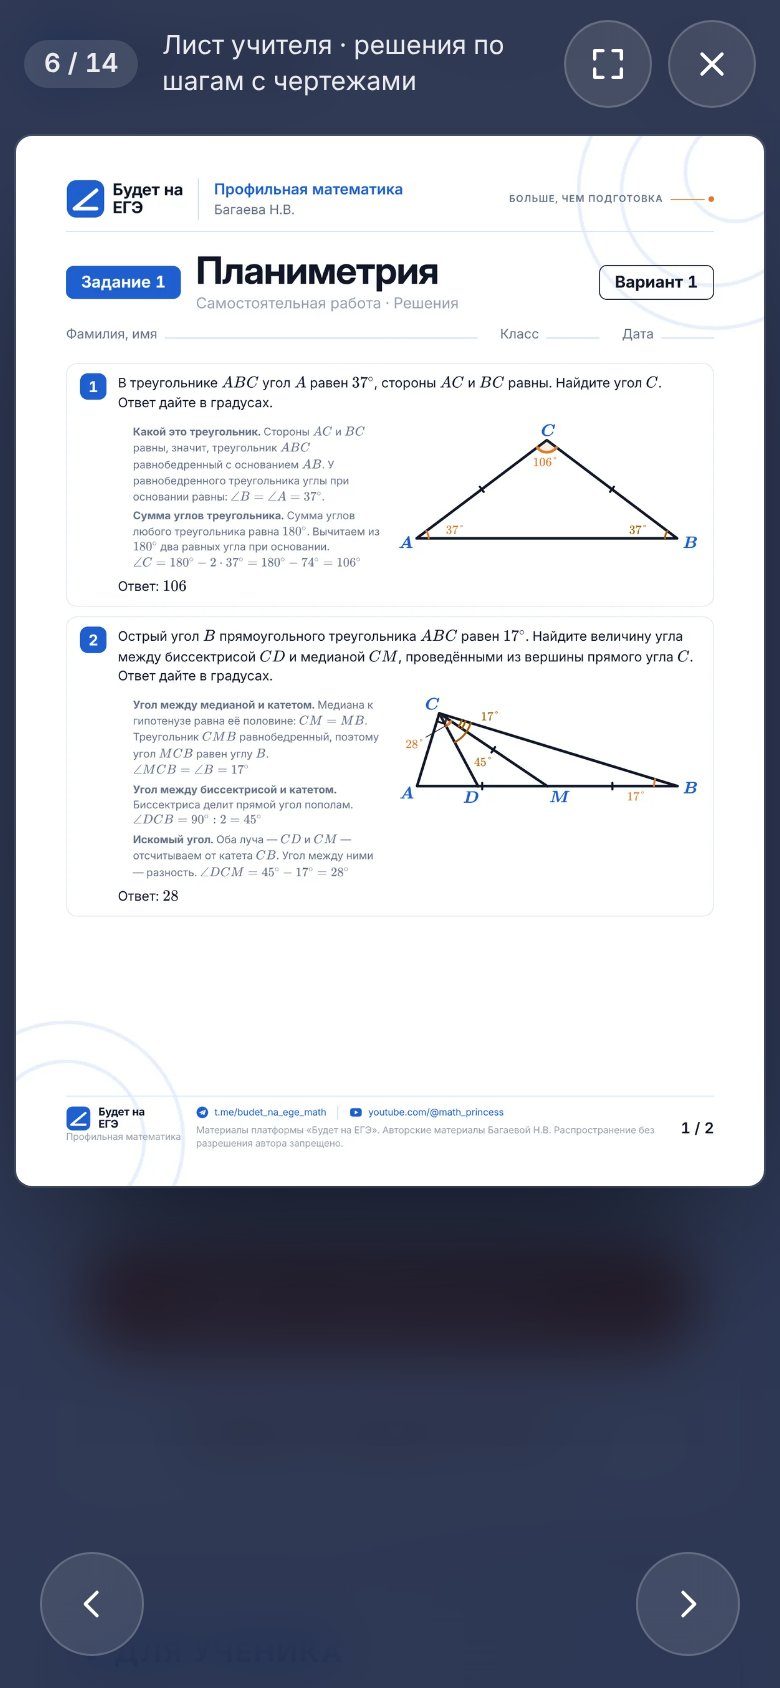 6 / 14
Лист учителя · решения по
шагам с чертежами
Будет на
ЕГЭ
Профильная математика
Багаева Н.В.
БОЛЬШЕ, ЧЕМ ПОДГОТОВКА
Задание 1
Планиметрия
Вариант 1
Самостоятельная работа · Решения
Фамилия, имя
Класс
Дата
1
В треугольнике ABC угол A равен 37°, стороны AC и BC равны. Найдите угол C.
Ответ дайте в градусах.
Какой это треугольник. Стороны AC и BC
равны, значит, треугольник ABC
равнобедренный с основанием AB. У
равнобедренного треугольника углы при
основании равны: ∠B = ∠A = 37°.
Сумма углов треугольника. Сумма углов
любого треугольника равна 180°. Вычитаем из
180° два равных угла при основании.
∠C = 180° − 2 · 37° = 180° − 74° = 106°
Ответ: 106
C
106°
37°
37°
A
B
2
Острый угол B прямоугольного треугольника ABC равен 17°. Найдите величину угла
между биссектрисой CD и медианой CM, проведёнными из вершины прямого угла C.
Ответ дайте в градусах.
Угол между медианой и катетом. Медиана к
гипотенузе равна её половине: CM = MB.
Треугольник CMB равнобедренный, поэтому
угол MCB равен углу B.
∠MCB = ∠B = 17°
Угол между биссектрисой и катетом.
Биссектриса делит прямой угол пополам.
∠DCB = 90° : 2 = 45°
Искомый угол. Оба луча — CD и CM —
отсчитываем от катета CB. Угол между ними
— разность. ∠DCM = 45° − 17° = 28°
Ответ: 28
C
17°
28°
45°
A
D
M
17°
B
Будет на
ЕГЭ
Профильная математика
t.me/budet_na_ege_math
youtube.com/@math_princess
Материалы платформы «Будет на ЕГЭ». Авторские материалы Багаевой Н.В. Распространение без
разрешения автора запрещено.
1 / 2
ДЛЯ УЧЕНИКА